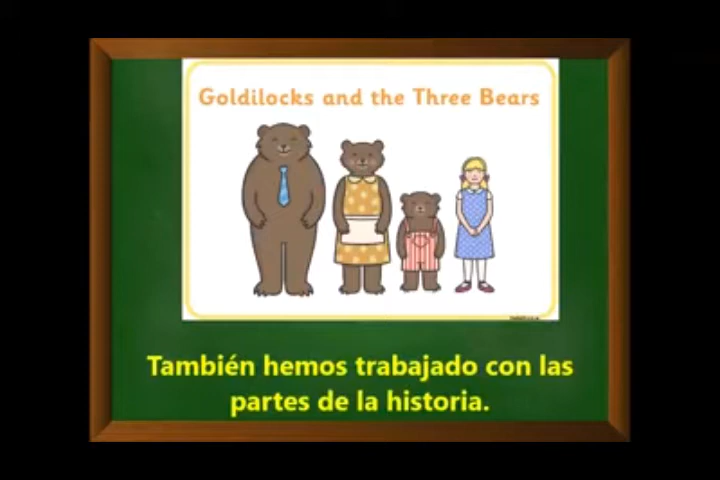 Goldilocks and the Three Bears
También hemos trabajado con las
partes de la historia.